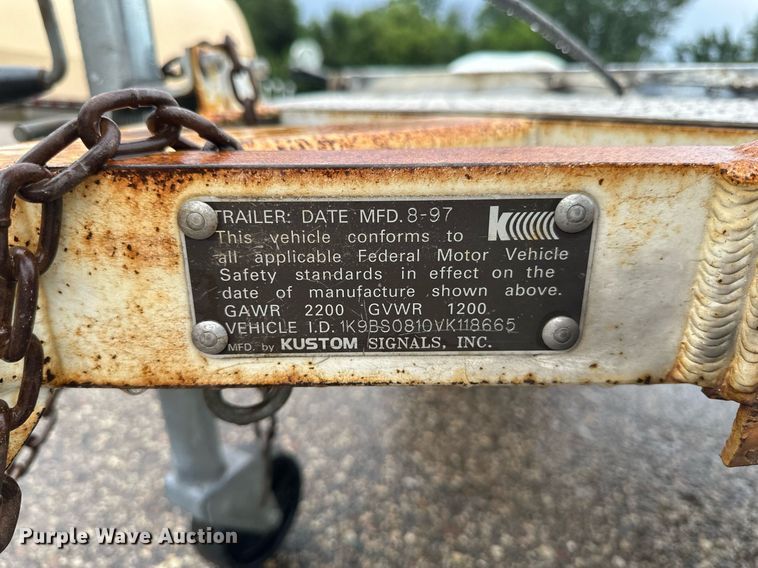 TRAILER: DATE MFD. 8-97
K
This vehicle conforms to
all applicable Federal Motor Vehicle
Safety standards in effect on the
date of manufacture shown above.
GAWR 2200 GVWR 1200
VEHICLE I.D. 1K9BS0810VK118665
MFD. by KUSTOM SIGNALS, INC.
Purple Wave Auction